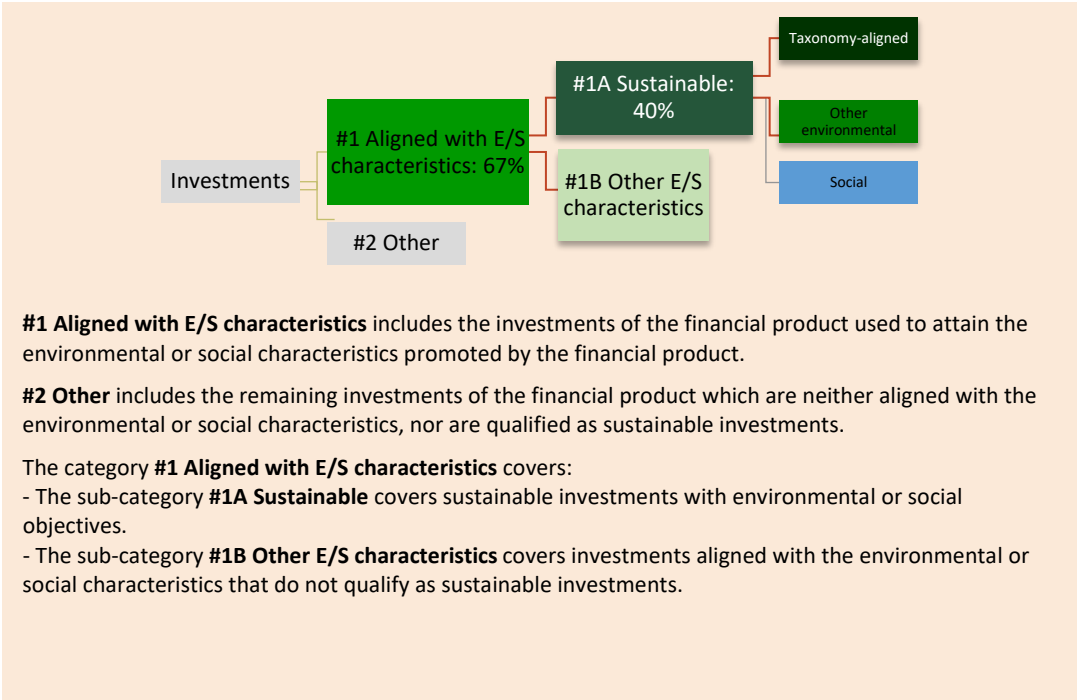 Taxonomy-aligned
#1A Sustainable:
40%
#1 Aligned with E/S
characteristics: 67%
Other
environmental
Investments
#1B Other E/S
characteristics
Social
#2 Other
#1 Aligned with E/S characteristics includes the investments of the financial product used to attain the
environmental or social characteristics promoted by the financial product.
#2 Other includes the remaining investments of the financial product which are neither aligned with the
environmental or social characteristics, nor are qualified as sustainable investments.
The category #1 Aligned with E/S characteristics covers:
- The sub-category #1A Sustainable covers sustainable investments with environmental or social
objectives.
- The sub-category #1B Other E/S characteristics covers investments aligned with the environmental or
social characteristics that do not qualify as sustainable investments.